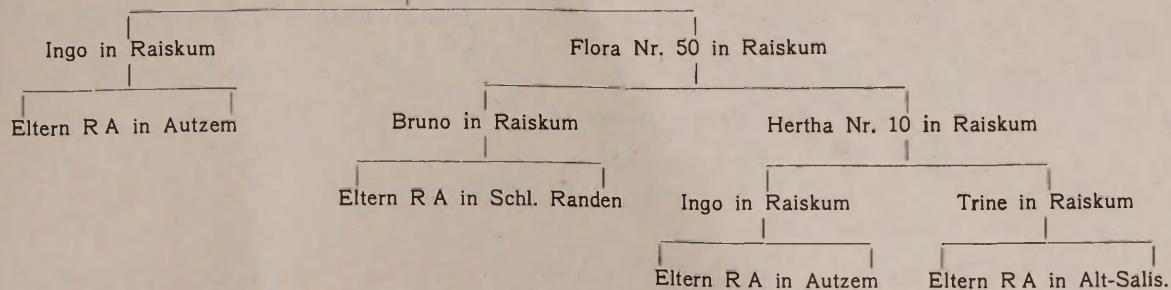 Ingo in Raiskum Flora Nr. 50 in Raiskum
Eltern R A in Autzem Bruno in Raiskum Hertha Nr. 10 in Raiskum
Eltern R A in Schl. Randen Ingo in Raiskum Trine in Raiskum
Eltern R A in Autzem Eltern R A in Alt-Salis.